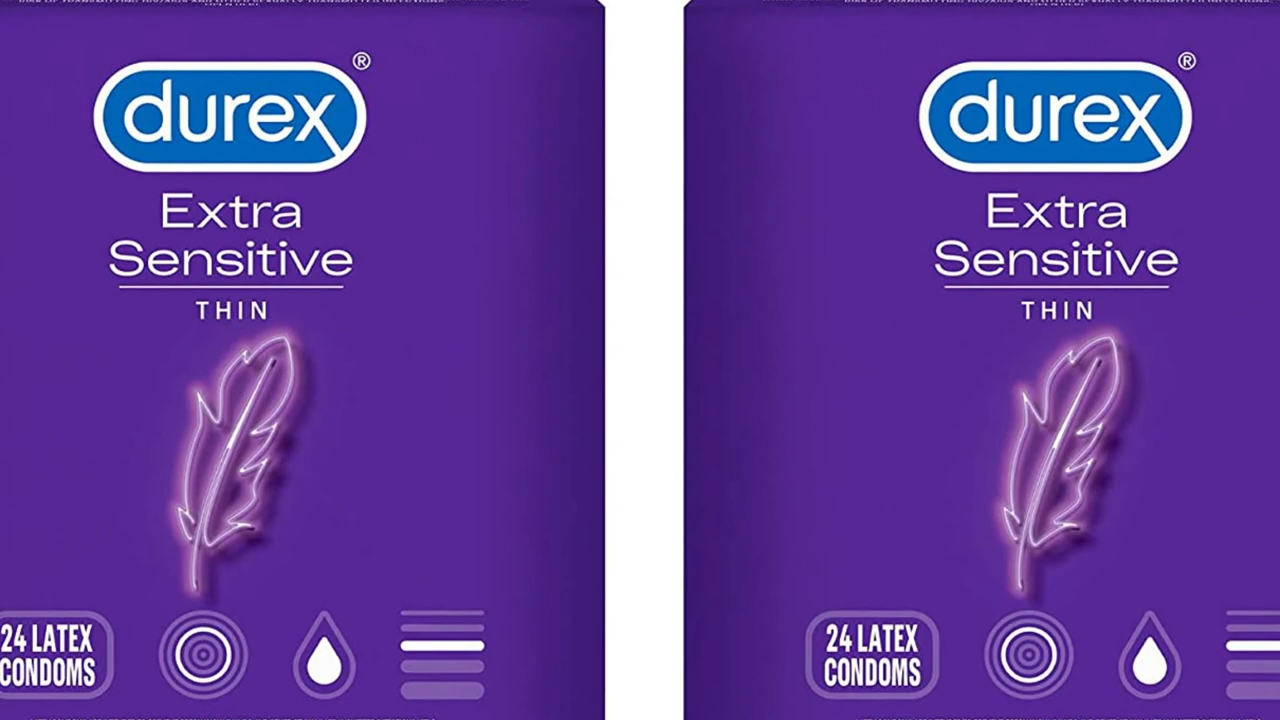 durex®
Extra
Sensitive
THIN
24 LATEX
CONDOMS
durex®
Extra
Sensitive
THIN
24 LATEX
CONDOMS